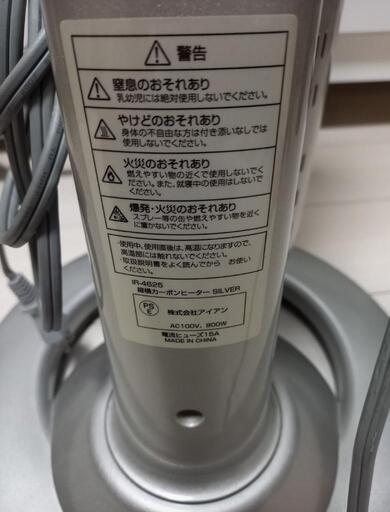 警告
窒息のおそれあり
乳幼児には絶対使用しないでください。
やけどのおそれあり
身体の不自由な方は付き添いなしでは
使用しないでください。
火災のおそれあり
燃えやすい物の近くで使用しないでくだ
さい。また、就寝中の使用はしないでください。
爆発・火災のおそれあり
スプレー等の缶や燃えやすい物を近く
に置かないでください。
・使用中、使用直後は、高温になりますので、
高温部には触れないでください。
・取扱説明書をよく読んでから お使い
ください。
IR-4625
縦横カーボンヒーター SILVER
PS
E
株式会社アイアン
AC100V, 900W
電流ヒューズ15A
MADE IN CHINA